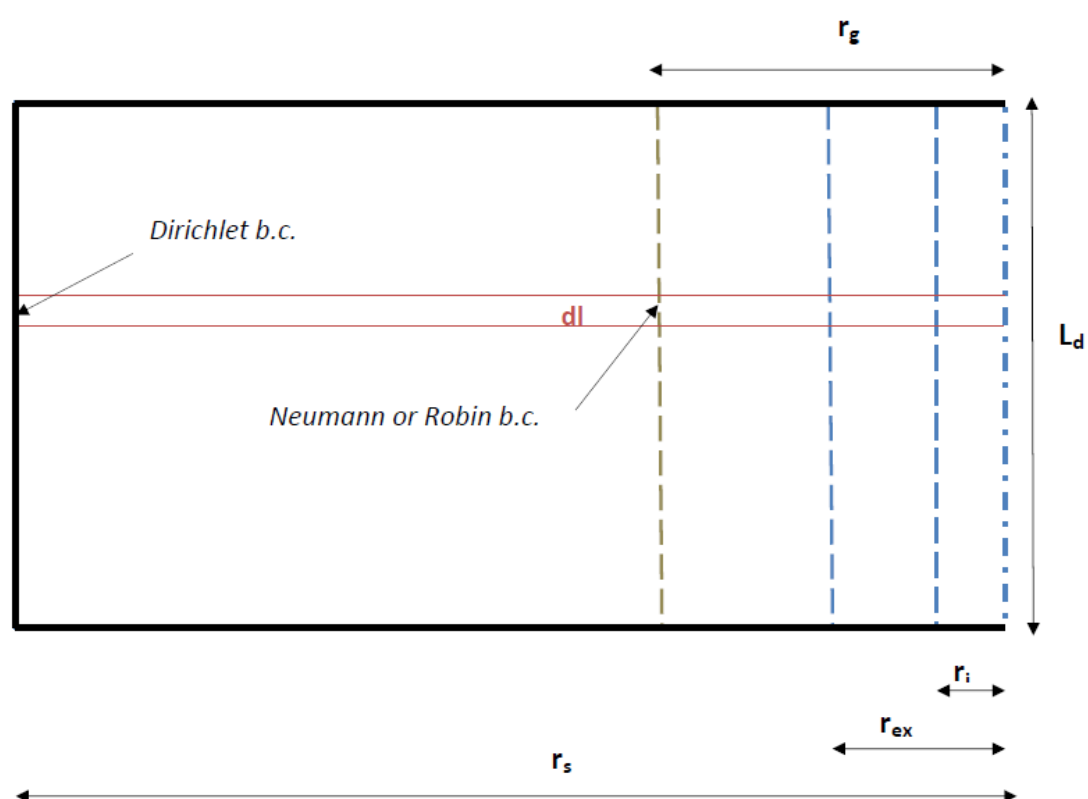 rg
Dirichlet b.c.
dl
Ld
Neumann or Robin b.c.
ri
rex
rs